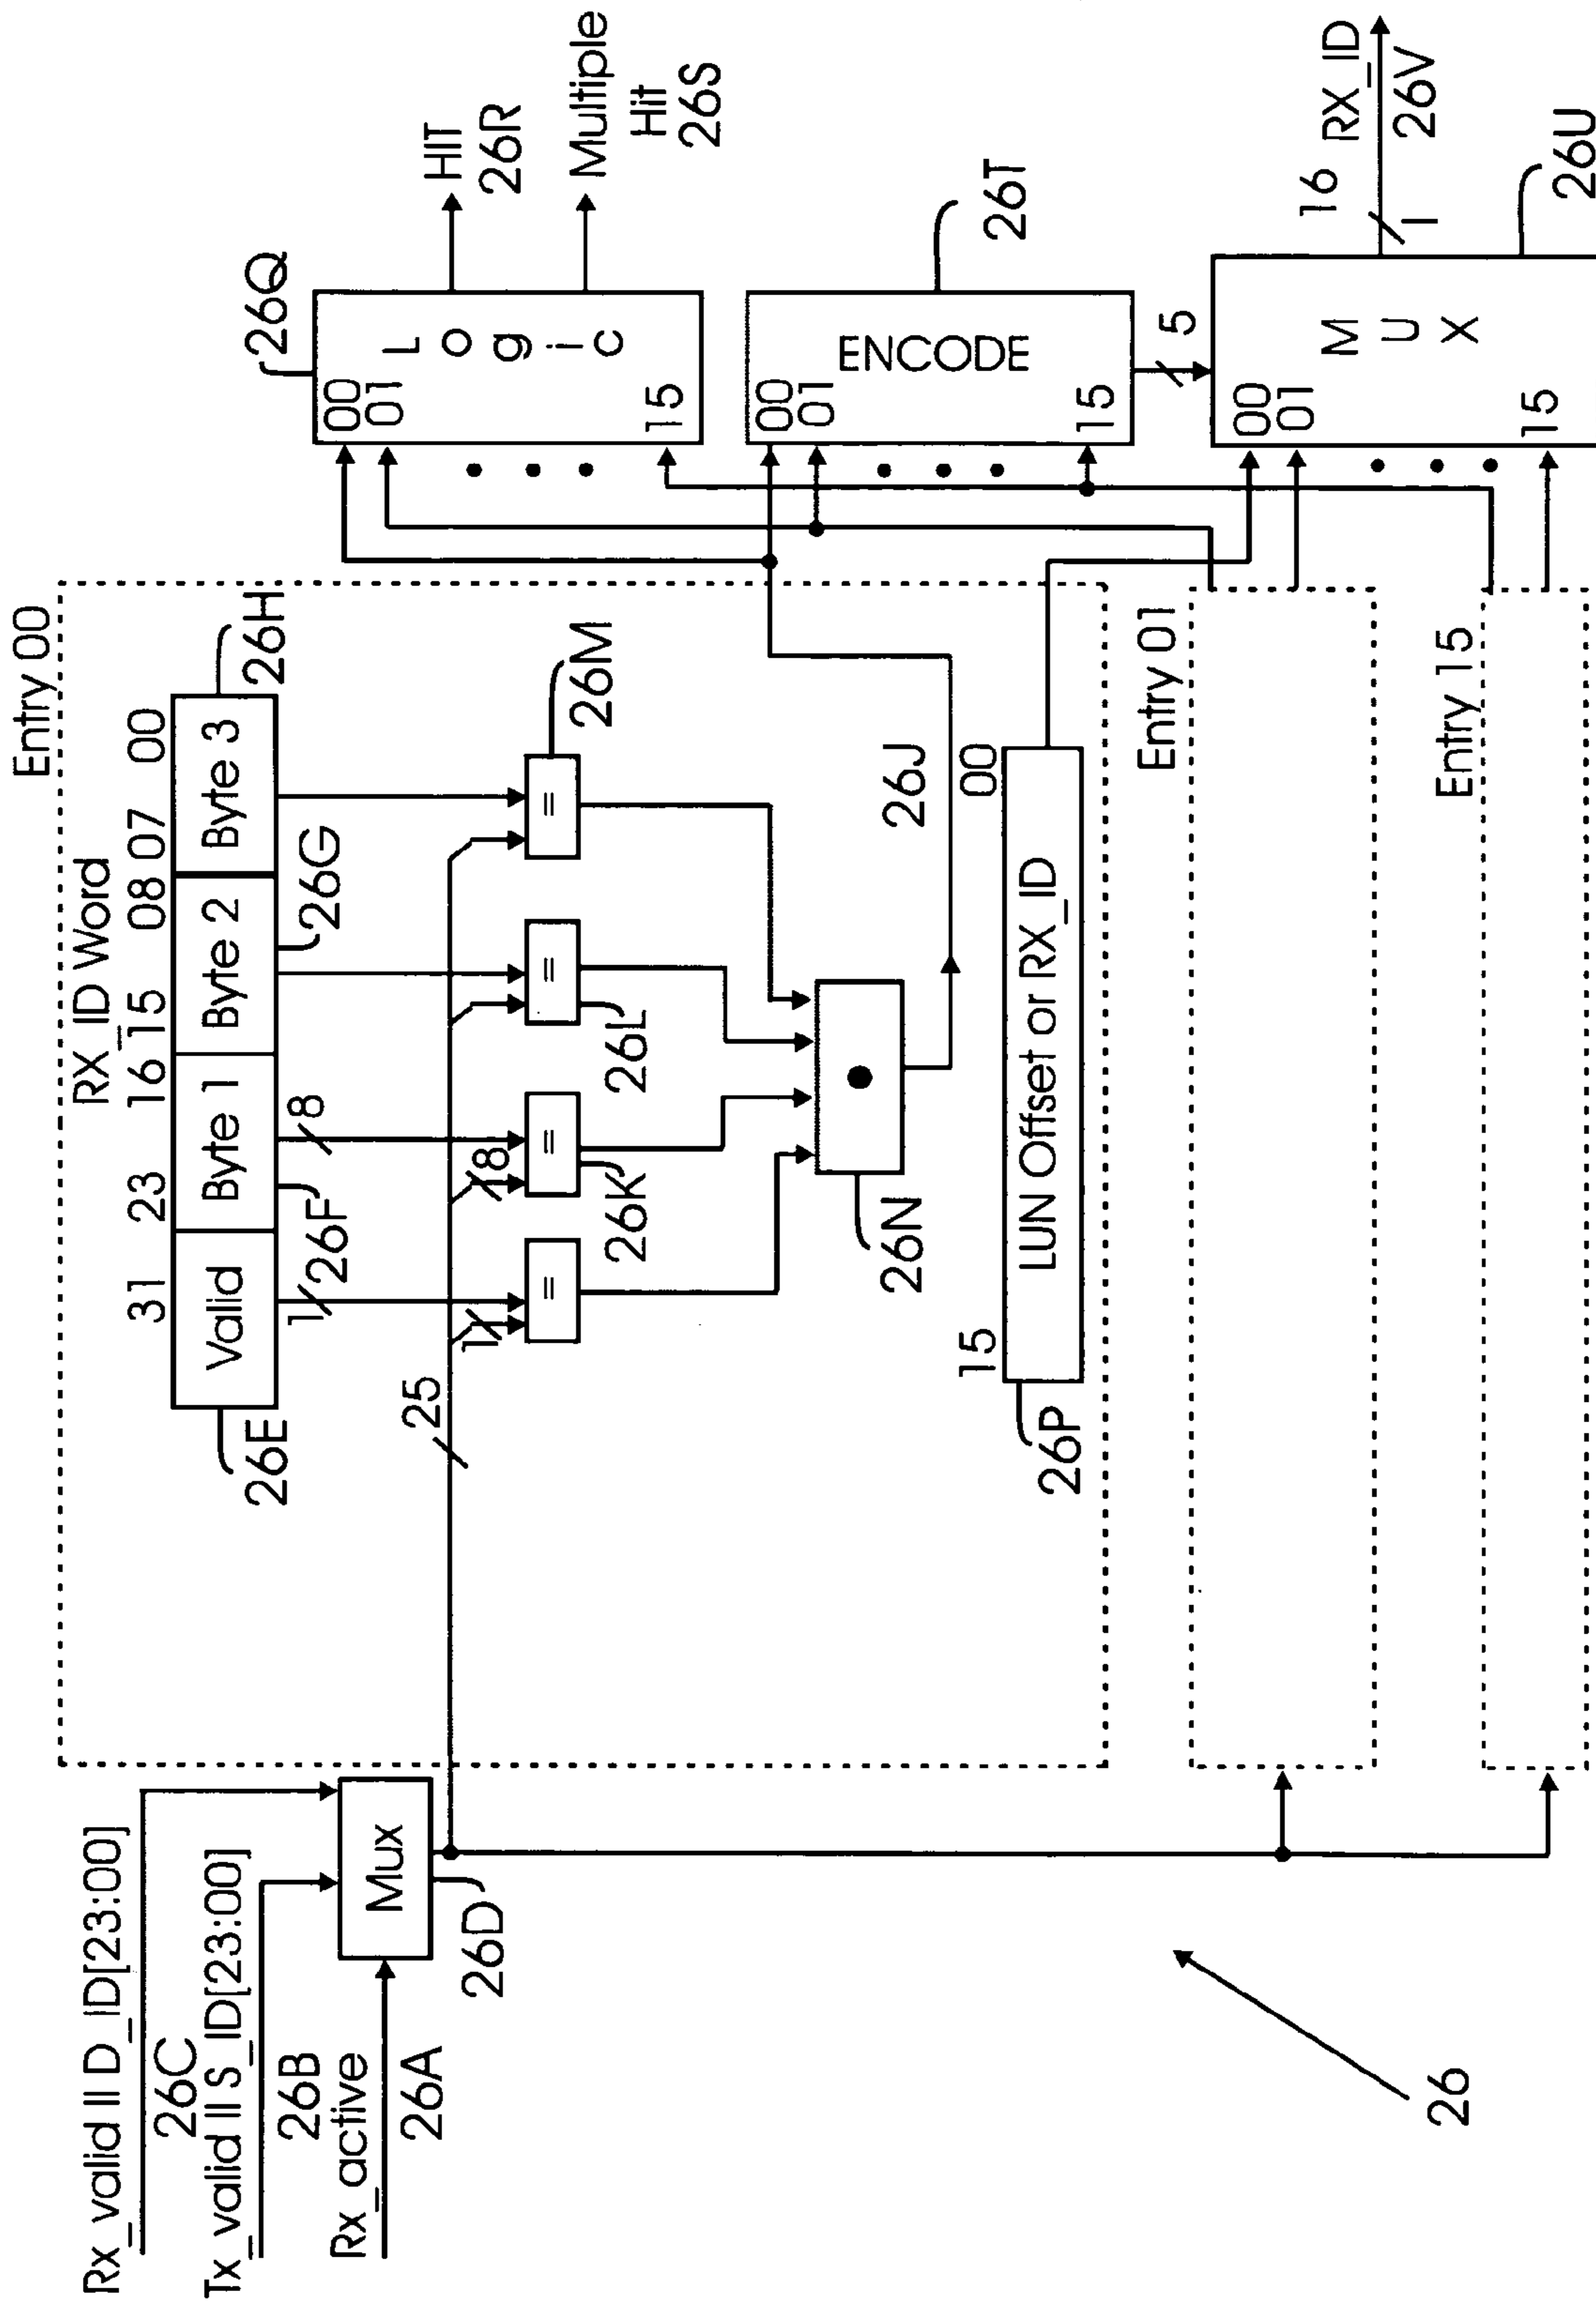 Rx_valid II D_ID[23:00]
26C
Tx_valid II S_ID[23:00]
26B
Rx_active
26A
Mux
26D
26
Entry 00
RX_ID Word
31 23 16 15 08 07 00
Valid Byte 1 Byte 2 Byte 3
26E
26F
26G
26H
1
8
25
1
8
= = = =
26K
26L
26M
26N
26J
15 00
LUN Offset or RX_ID
26P
Entry 01
Entry 15
26Q
00
01
15
Logic
HIT
26R
Multiple
Hit
26S
00
01
15
ENCODE
26T
5
00
01
15
MUX
26U
16
1
RX_ID
26V